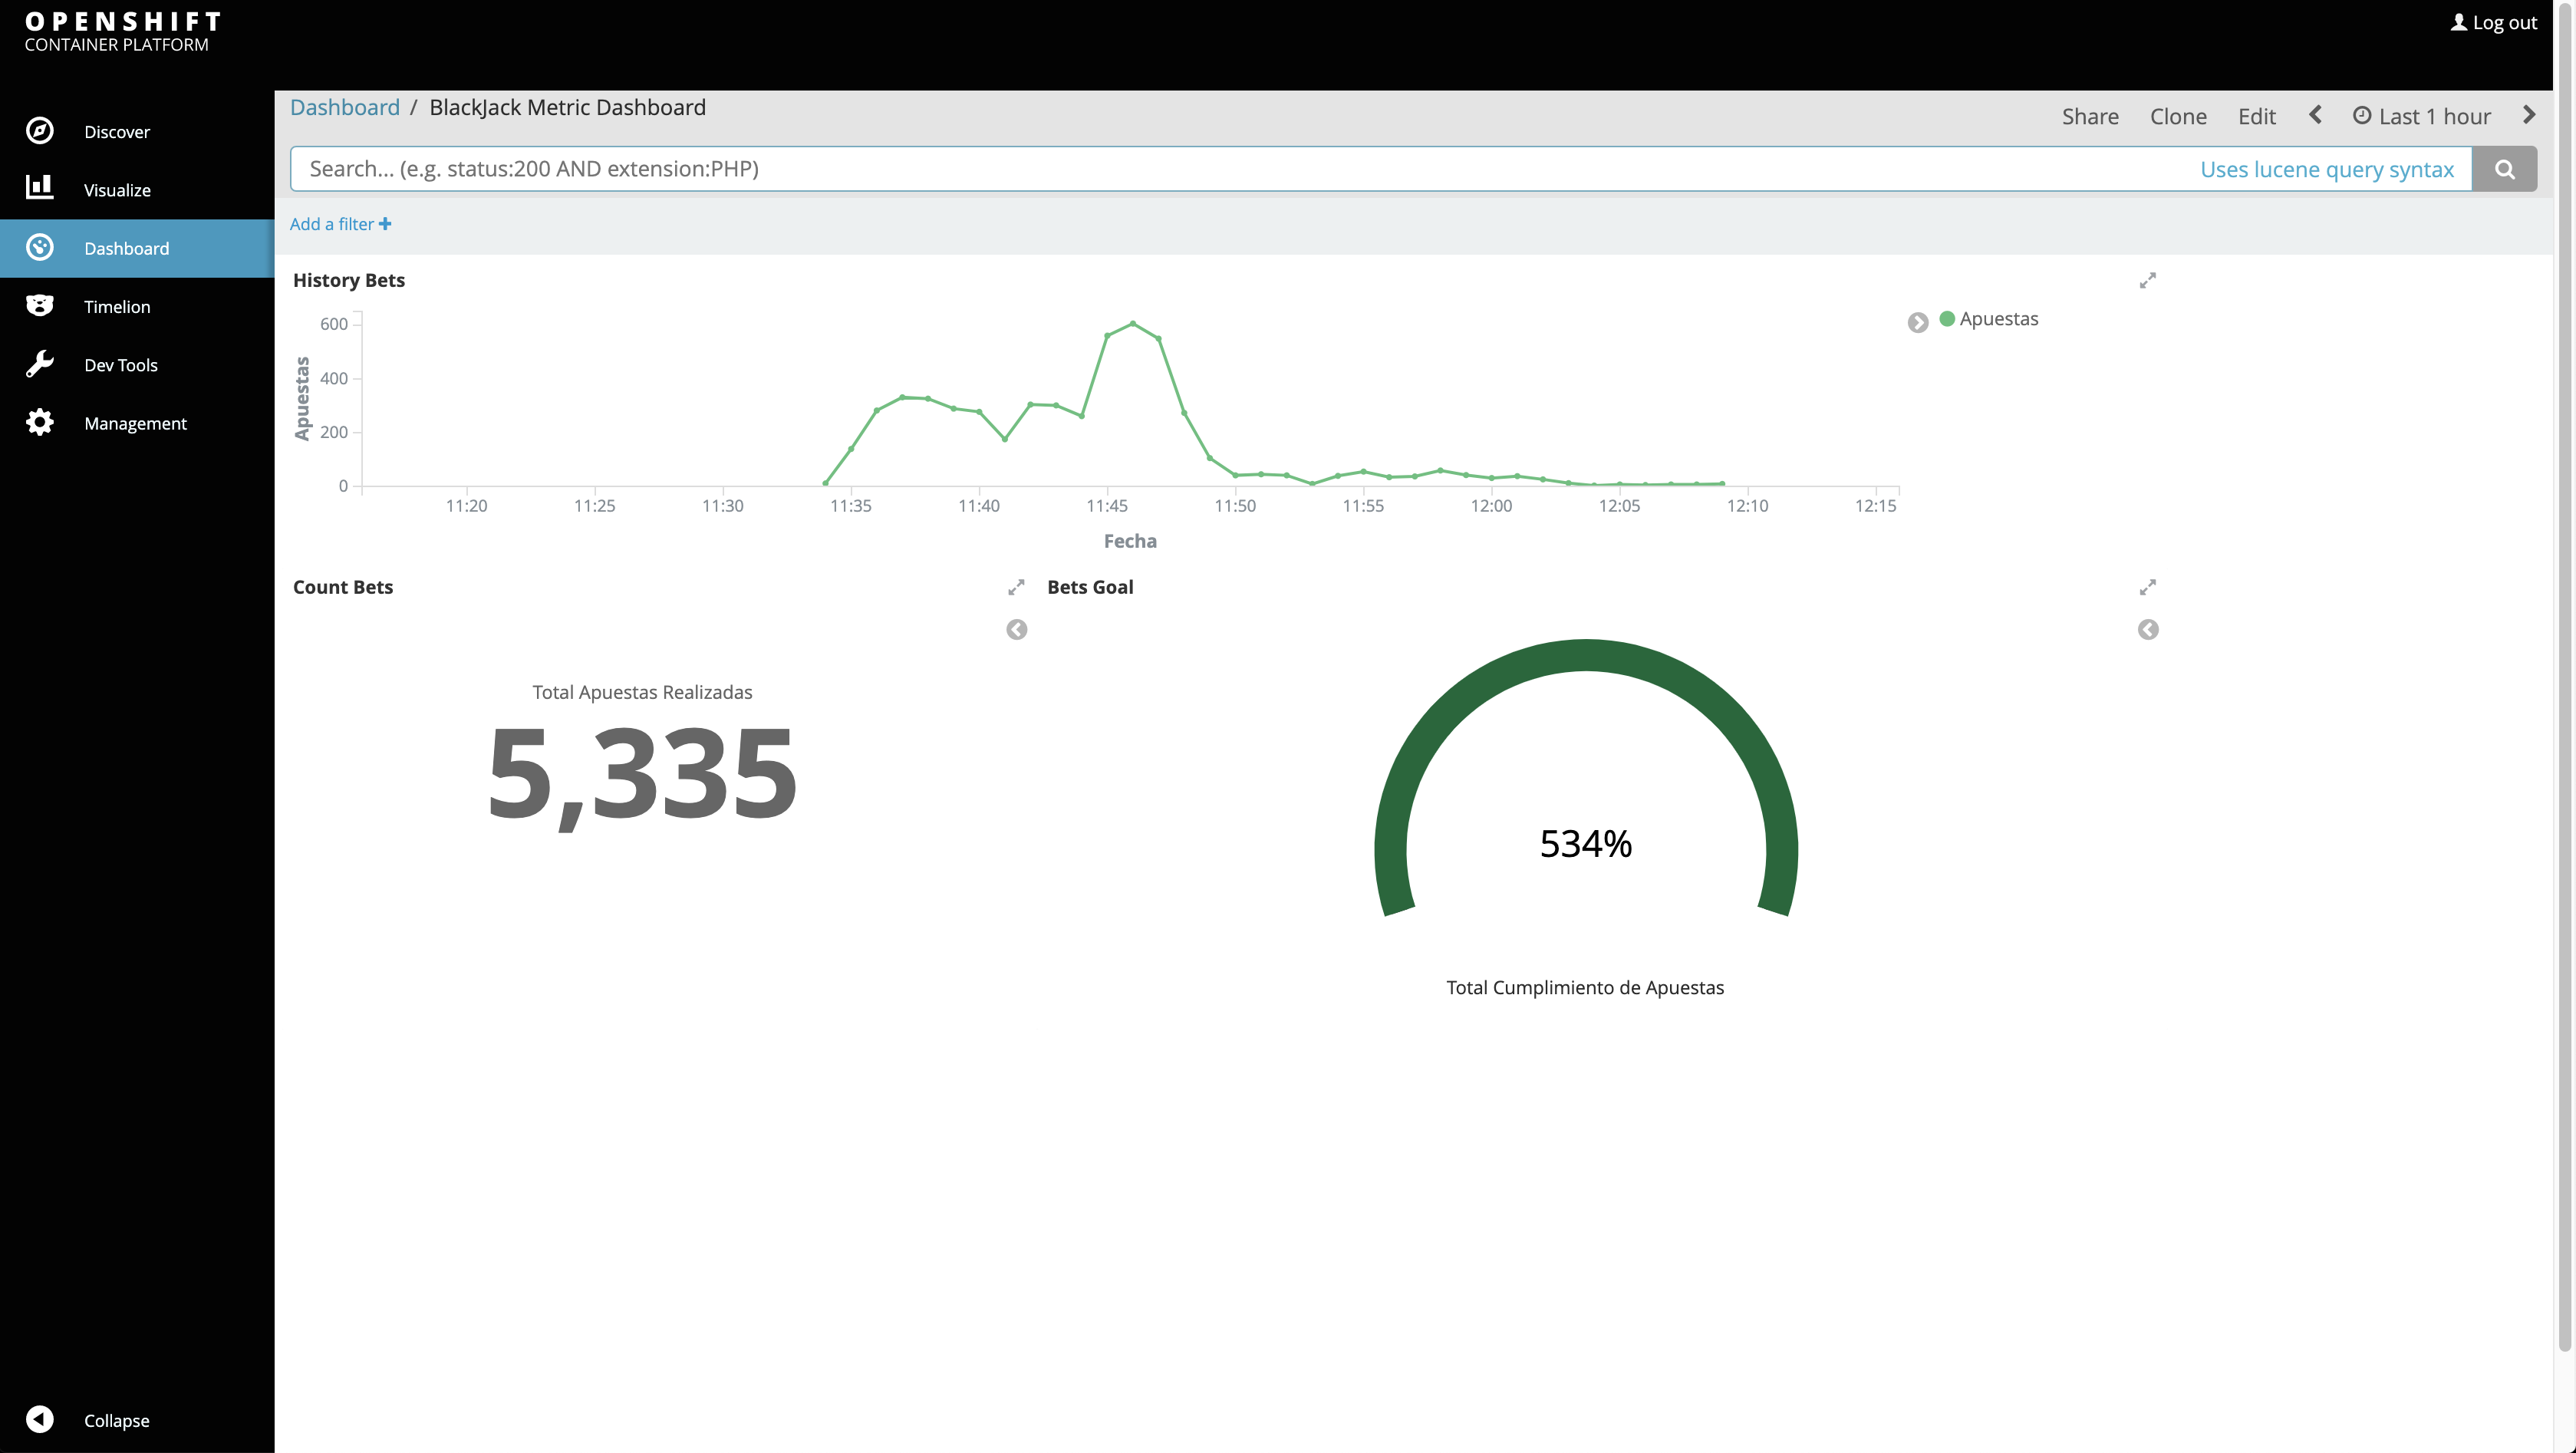 OPENSHIFT
CONTAINER PLATFORM
Log out
Discover
Visualize
Dashboard
Timelion
Dev Tools
Management
Collapse
Dashboard / BlackJack Metric Dashboard
Share Clone Edit Last 1 hour
Search... (e.g. status:200 AND extension:PHP) Uses lucene query syntax
Add a filter
History Bets
Apuestas
600
400
200
0
Apuestas
11:20 11:25 11:30 11:35 11:40 11:45 11:50 11:55 12:00 12:05 12:10 12:15
Fecha
Count Bets
Total Apuestas Realizadas
5,335
Bets Goal
534%
Total Cumplimiento de Apuestas